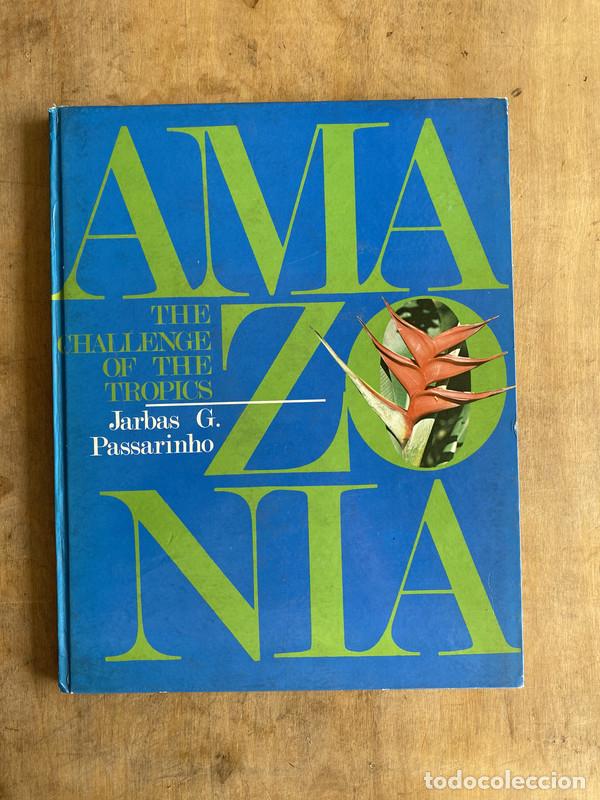 AMA
ZO
NIA
THE
CHALLENGE
OF THE
TROPICS
Jarbas G.
Passarinho
todocoleccion